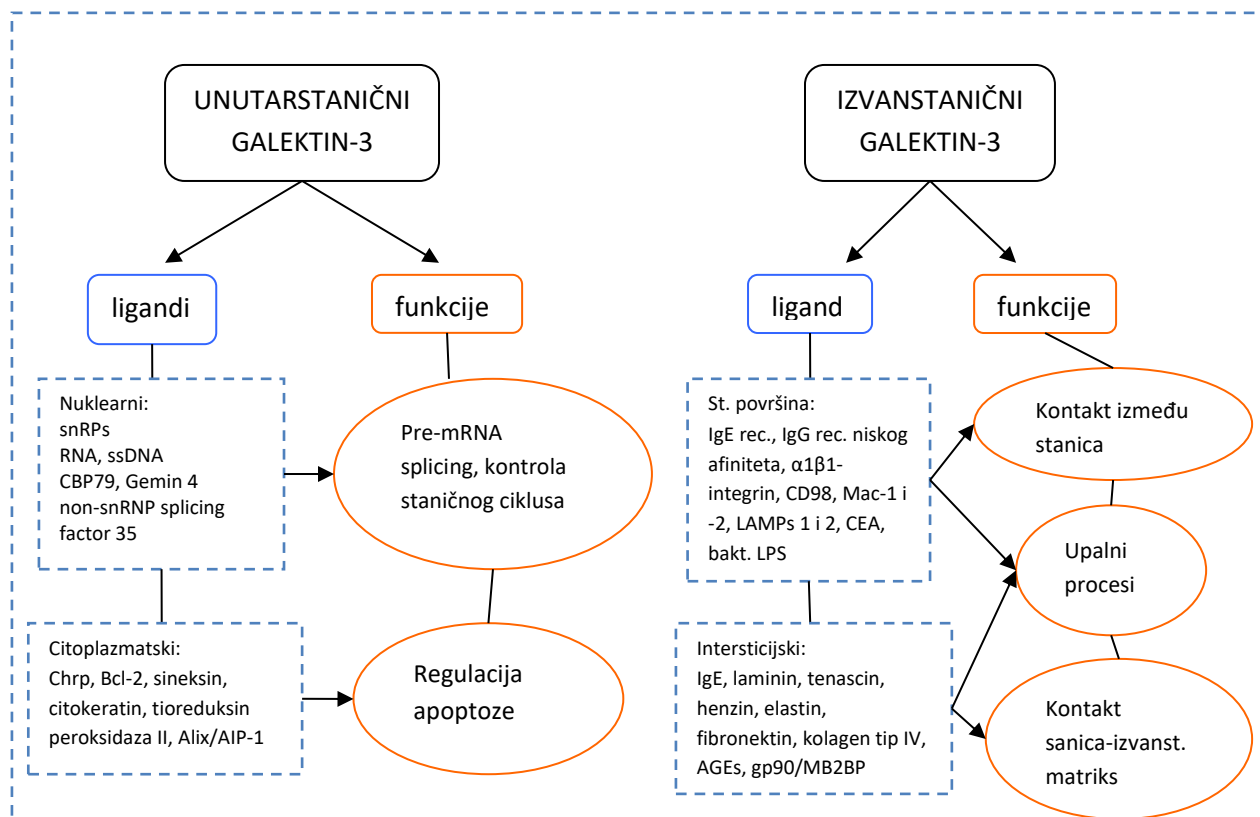 UNUTARSTANIČNI
GALEKTIN-3
ligandi
funkcije
Nuklearni:
snRPs
RNA, ssDNA
CBP79, Gemin 4
non-snRNP splicing
factor 35
Pre-mRNA
splicing, kontrola
staničnog ciklusa
Citoplazmatski:
Chrp, Bcl-2, sineksin,
citokeratin, tioreduksin
peroksidaza II, Alix/AIP-1
Regulacija
apoptoze
IZVANSTANIČNI
GALEKTIN-3
ligand
funkcije
St. površina:
IgE rec., IgG rec. niskog
afiniteta, α1β1-
integrin, CD98, Mac-1 i
-2, LAMPs 1 i 2, CEA,
bakt. LPS
Kontakt između
stanica
Upalni
procesi
Intersticijski:
IgE, laminin, tenascin,
henzin, elastin,
fibronektin, kolagen tip IV,
AGEs, gp90/MB2BP
Kontakt
sanica-izvanst.
matriks